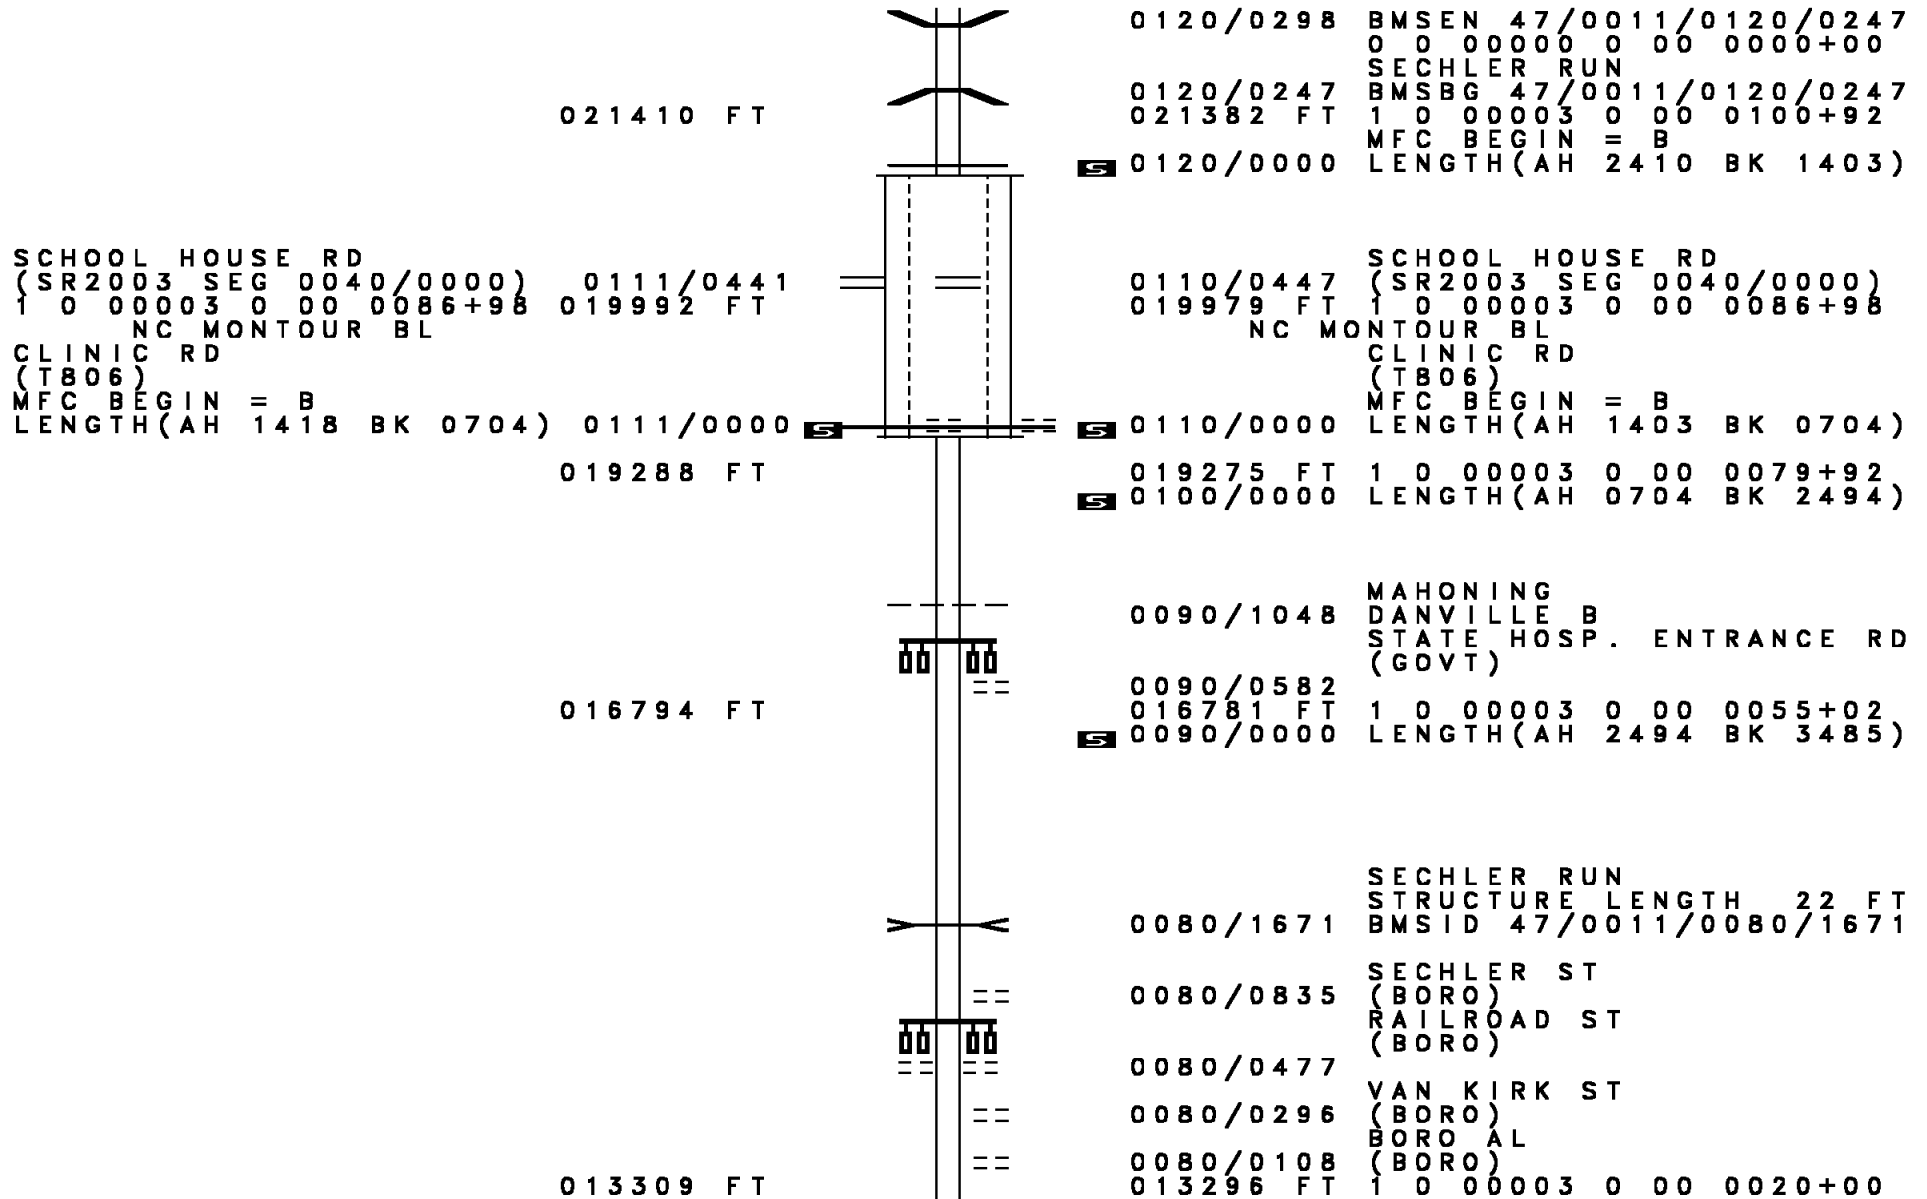 0120/0298 BMSEN 47/0011/0120/0247
0 0 00000 0 00 0000+00
SECHLER RUN
0120/0247 BMSBG 47/0011/0120/0247
021410 FT 021382 FT 1 0 00003 0 00 0100+92
MFC BEGIN = B
S 0120/0000 LENGTH(AH 2410 BK 1403)
SCHOOL HOUSE RD SCHOOL HOUSE RD
(SR2003 SEG 0040/0000) 0111/0441 0110/0447 (SR2003 SEG 0040/0000)
1 0 00003 0 00 0086+98 019992 FT 019979 FT 1 0 00003 0 00 0086+98
NC MONTOUR BL NC MONTOUR BL
CLINIC RD CLINIC RD
(T806) (T806)
MFC BEGIN = B MFC BEGIN = B
LENGTH(AH 1418 BK 0704) 0111/0000 S S 0110/0000 LENGTH(AH 1403 BK 0704)
019288 FT 019275 FT 1 0 00003 0 00 0079+92
S 0100/0000 LENGTH(AH 0704 BK 2494)
MAHONING
0090/1048 DANVILLE B
STATE HOSP. ENTRANCE RD
(GOVT)
0090/0582
016794 FT 016781 FT 1 0 00003 0 00 0055+02
S 0090/0000 LENGTH(AH 2494 BK 3485)
SECHLER RUN
STRUCTURE LENGTH 22 FT
0080/1671 BMSID 47/0011/0080/1671
SECHLER ST
0080/0835 (BORO)
RAILROAD ST
(BORO)
0080/0477
VAN KIRK ST
0080/0296 (BORO)
BORO AL
0080/0108 (BORO)
013309 FT 013296 FT 1 0 00003 0 00 0020+00